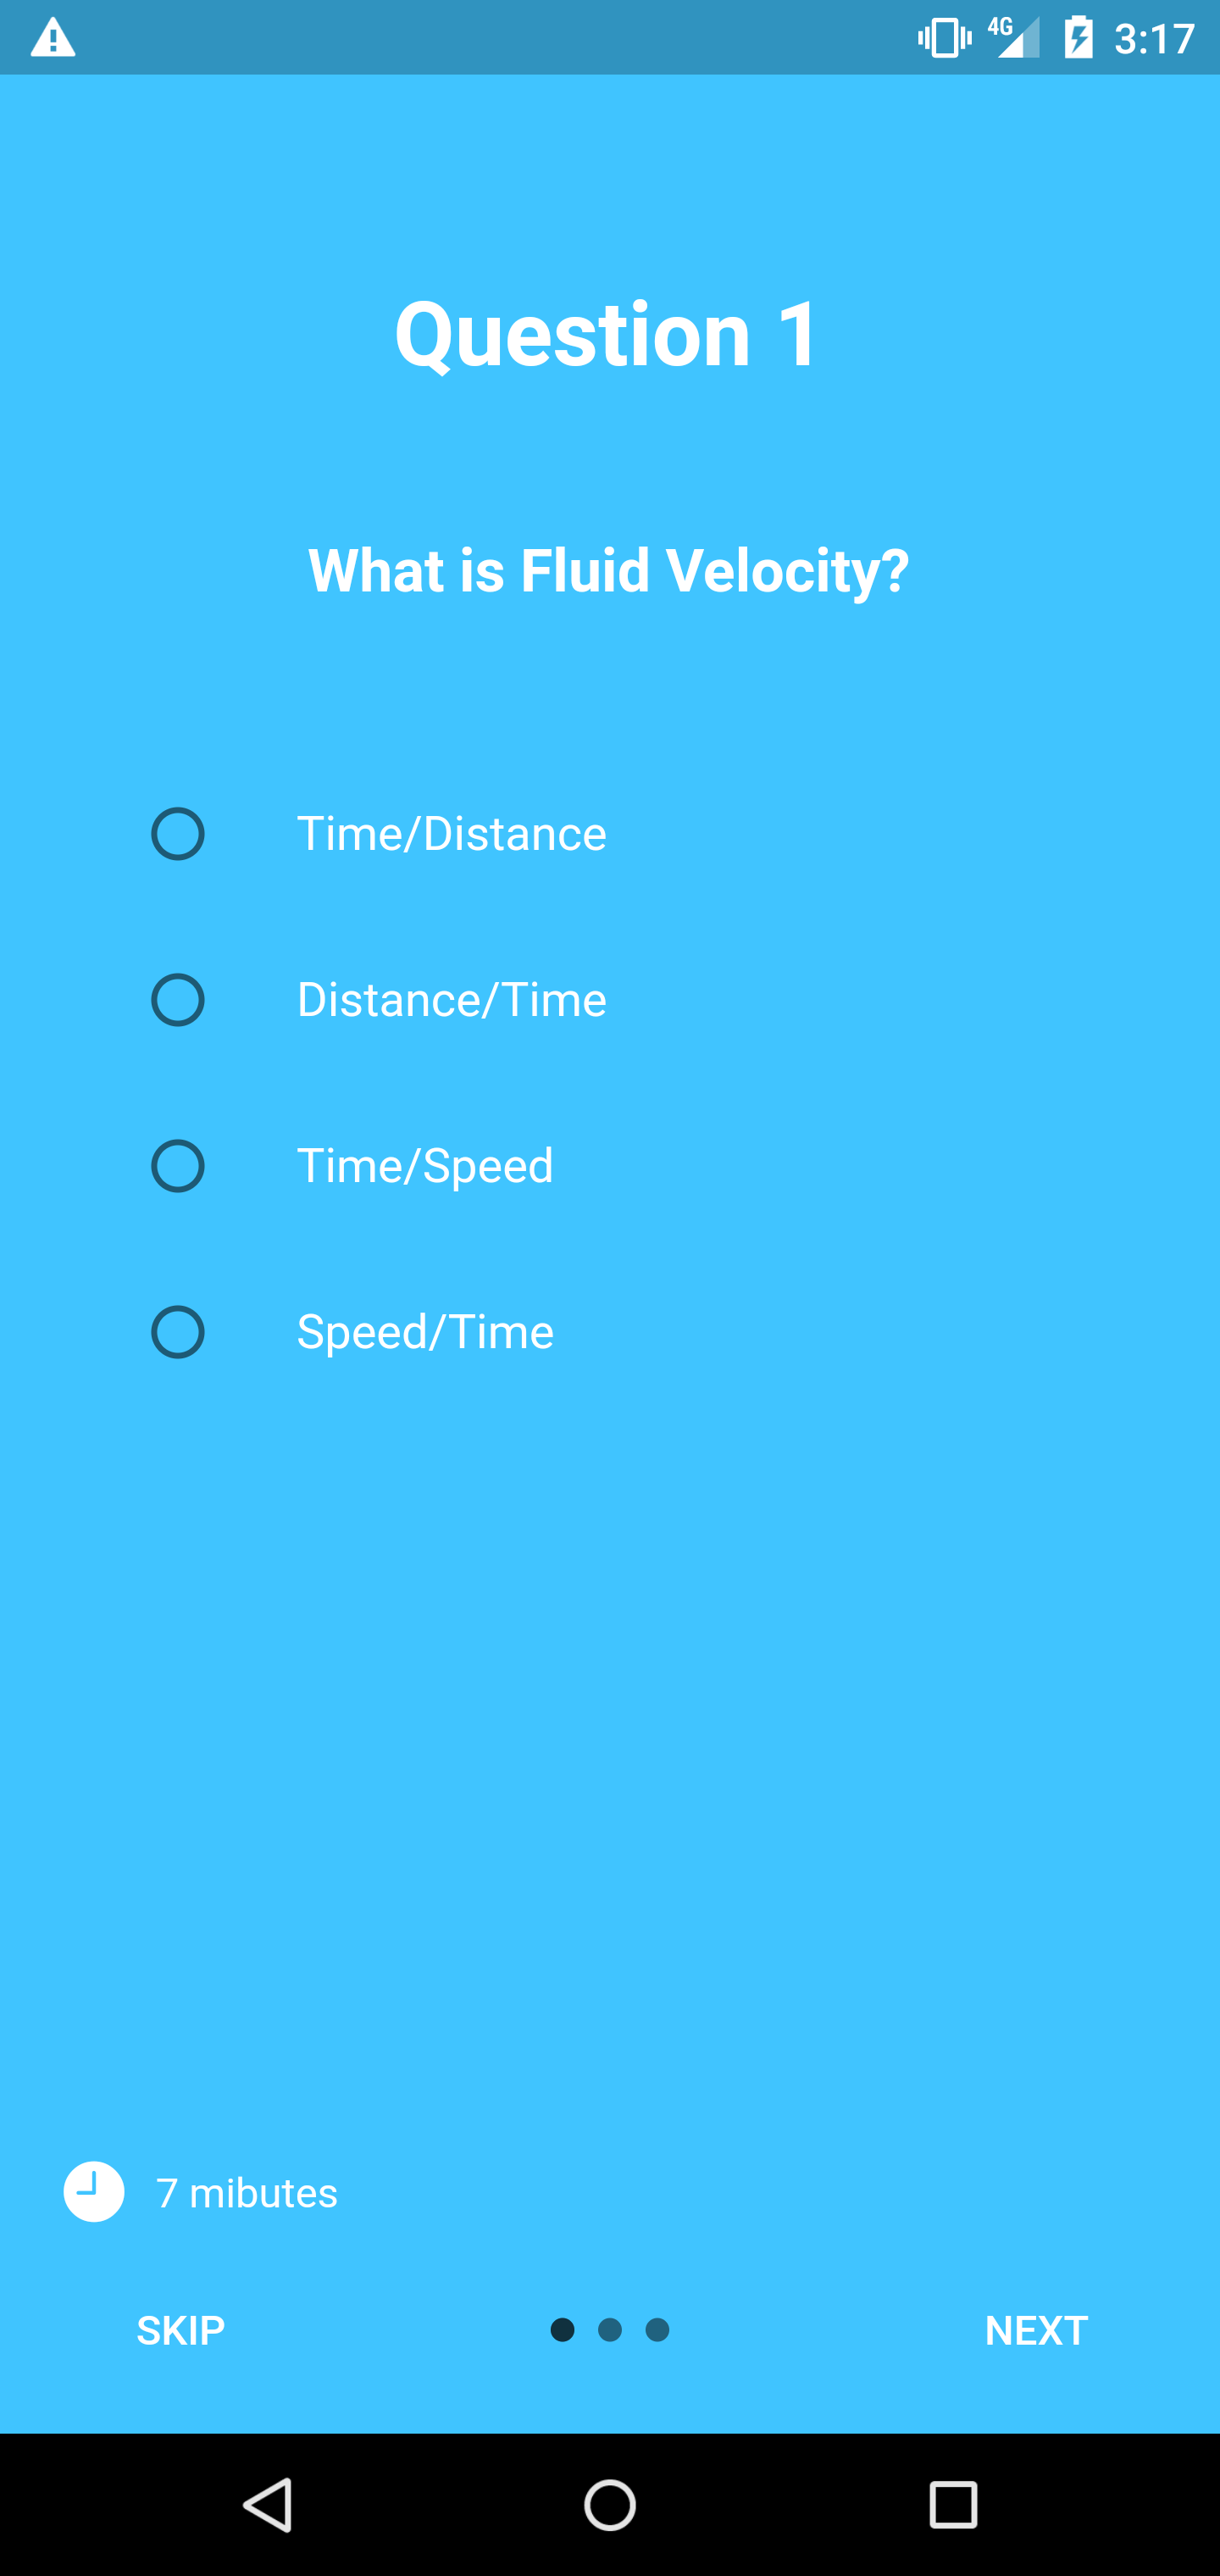 4G 3:17
Question 1
What is Fluid Velocity?
Time/Distance
Distance/Time
Time/Speed
Speed/Time
7 mibutes
SKIP NEXT